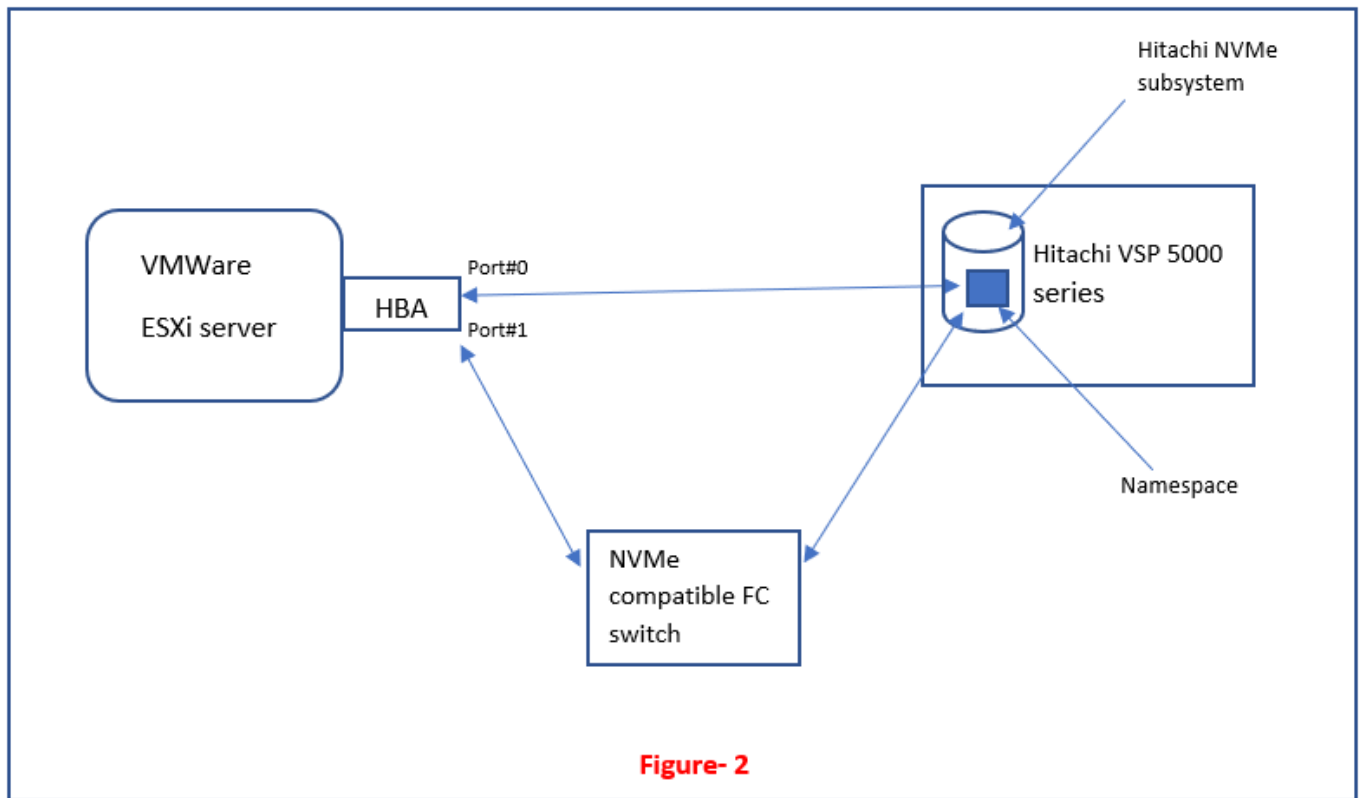 Hitachi NVMe
subsystem
VMWare
ESXi server
HBA
Port#0
Port#1
Hitachi VSP 5000
series
Namespace
NVMe
compatible FC
switch
Figure- 2